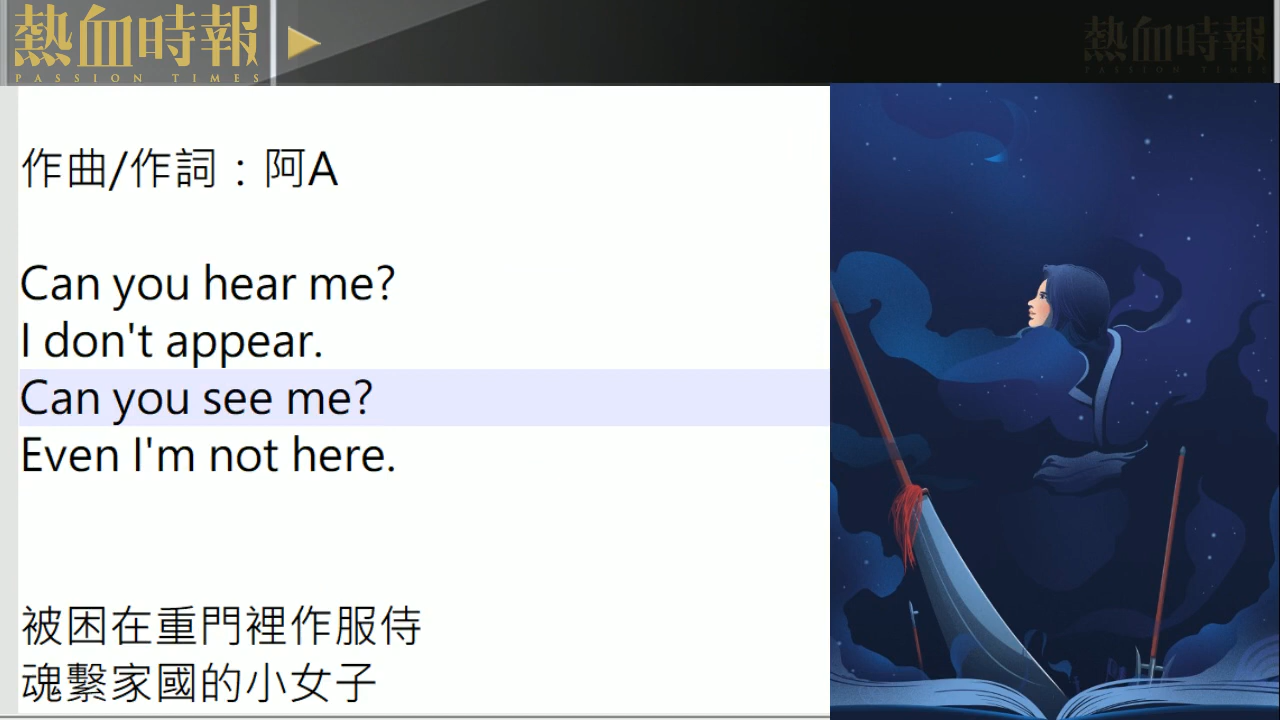 熱血時報
PASSION TIMES
熱血時報
PASSION TIMES
作曲/作詞：阿A
Can you hear me?
I don't appear.
Can you see me?
Even I'm not here.
被困在重門裡作服侍
魂繫家國的小女子